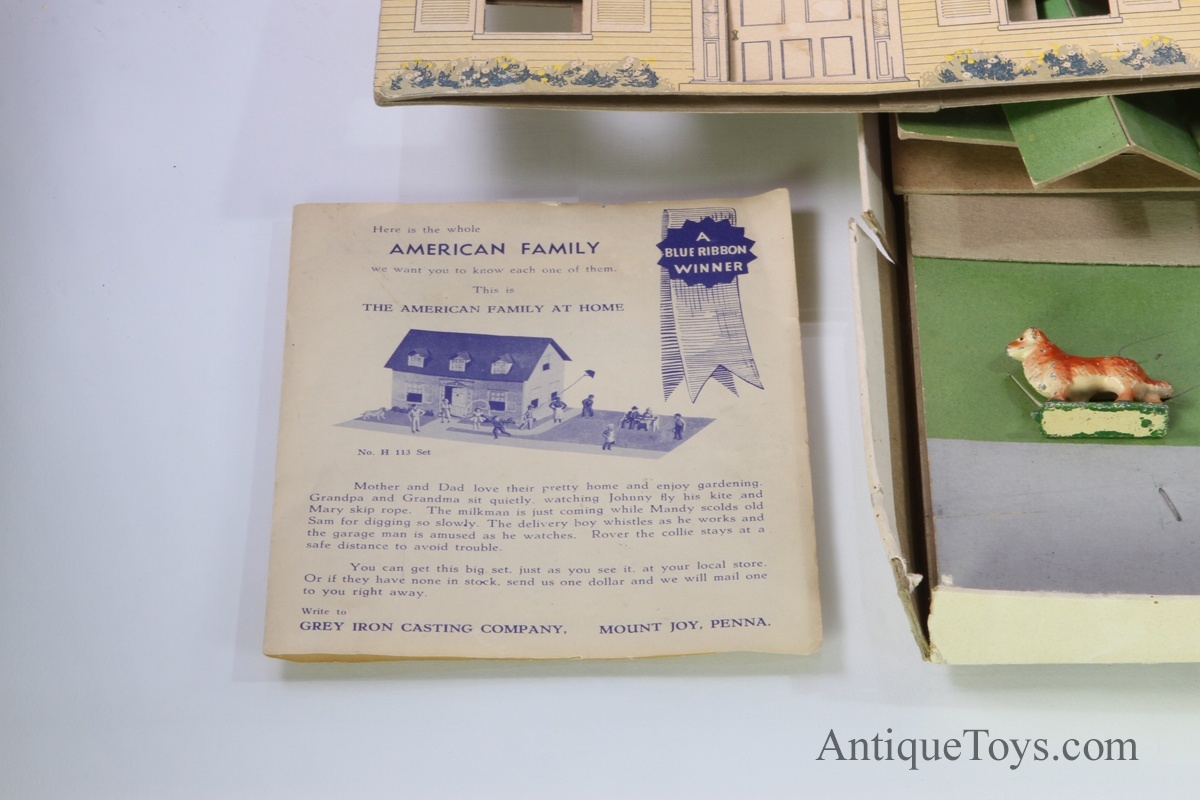 Here is the whole
AMERICAN FAMILY
we want you to know each one of them.
This is
THE AMERICAN FAMILY AT HOME
A
BLUE RIBBON
WINNER
No. H 113 Set
Mother and Dad love their pretty home and enjoy gardening.
Grandpa and Grandma sit quietly, watching Johnny fly his kite and
Mary skip rope. The milkman is just coming while Mandy scolds old
Sam for digging so slowly. The delivery boy whistles as he works and
the garage man is amused as he watches. Rover the collie stays at a
safe distance to avoid trouble.
You can get this big set, just as you see it, at your local store.
Or if they have none in stock, send us one dollar and we will mail one
to you right away.
Write to
GREY IRON CASTING COMPANY, MOUNT JOY, PENNA.
AntiqueToys.com